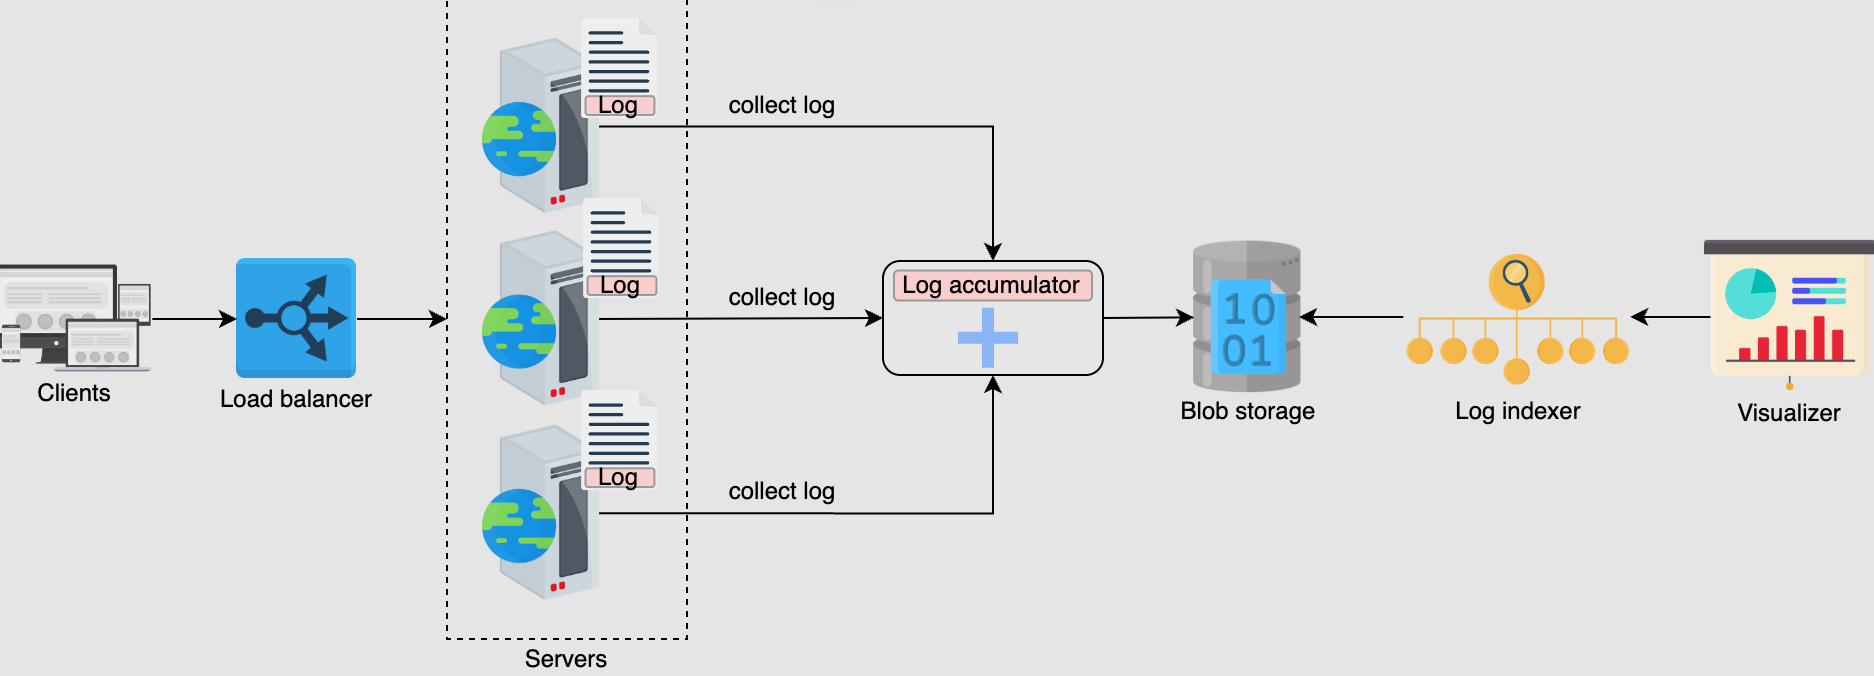 Log
collect log
Log
collect log
Log accumulator
Clients
Load balancer
Blob storage
Log indexer
Visualizer
10
01
Log
collect log
Servers